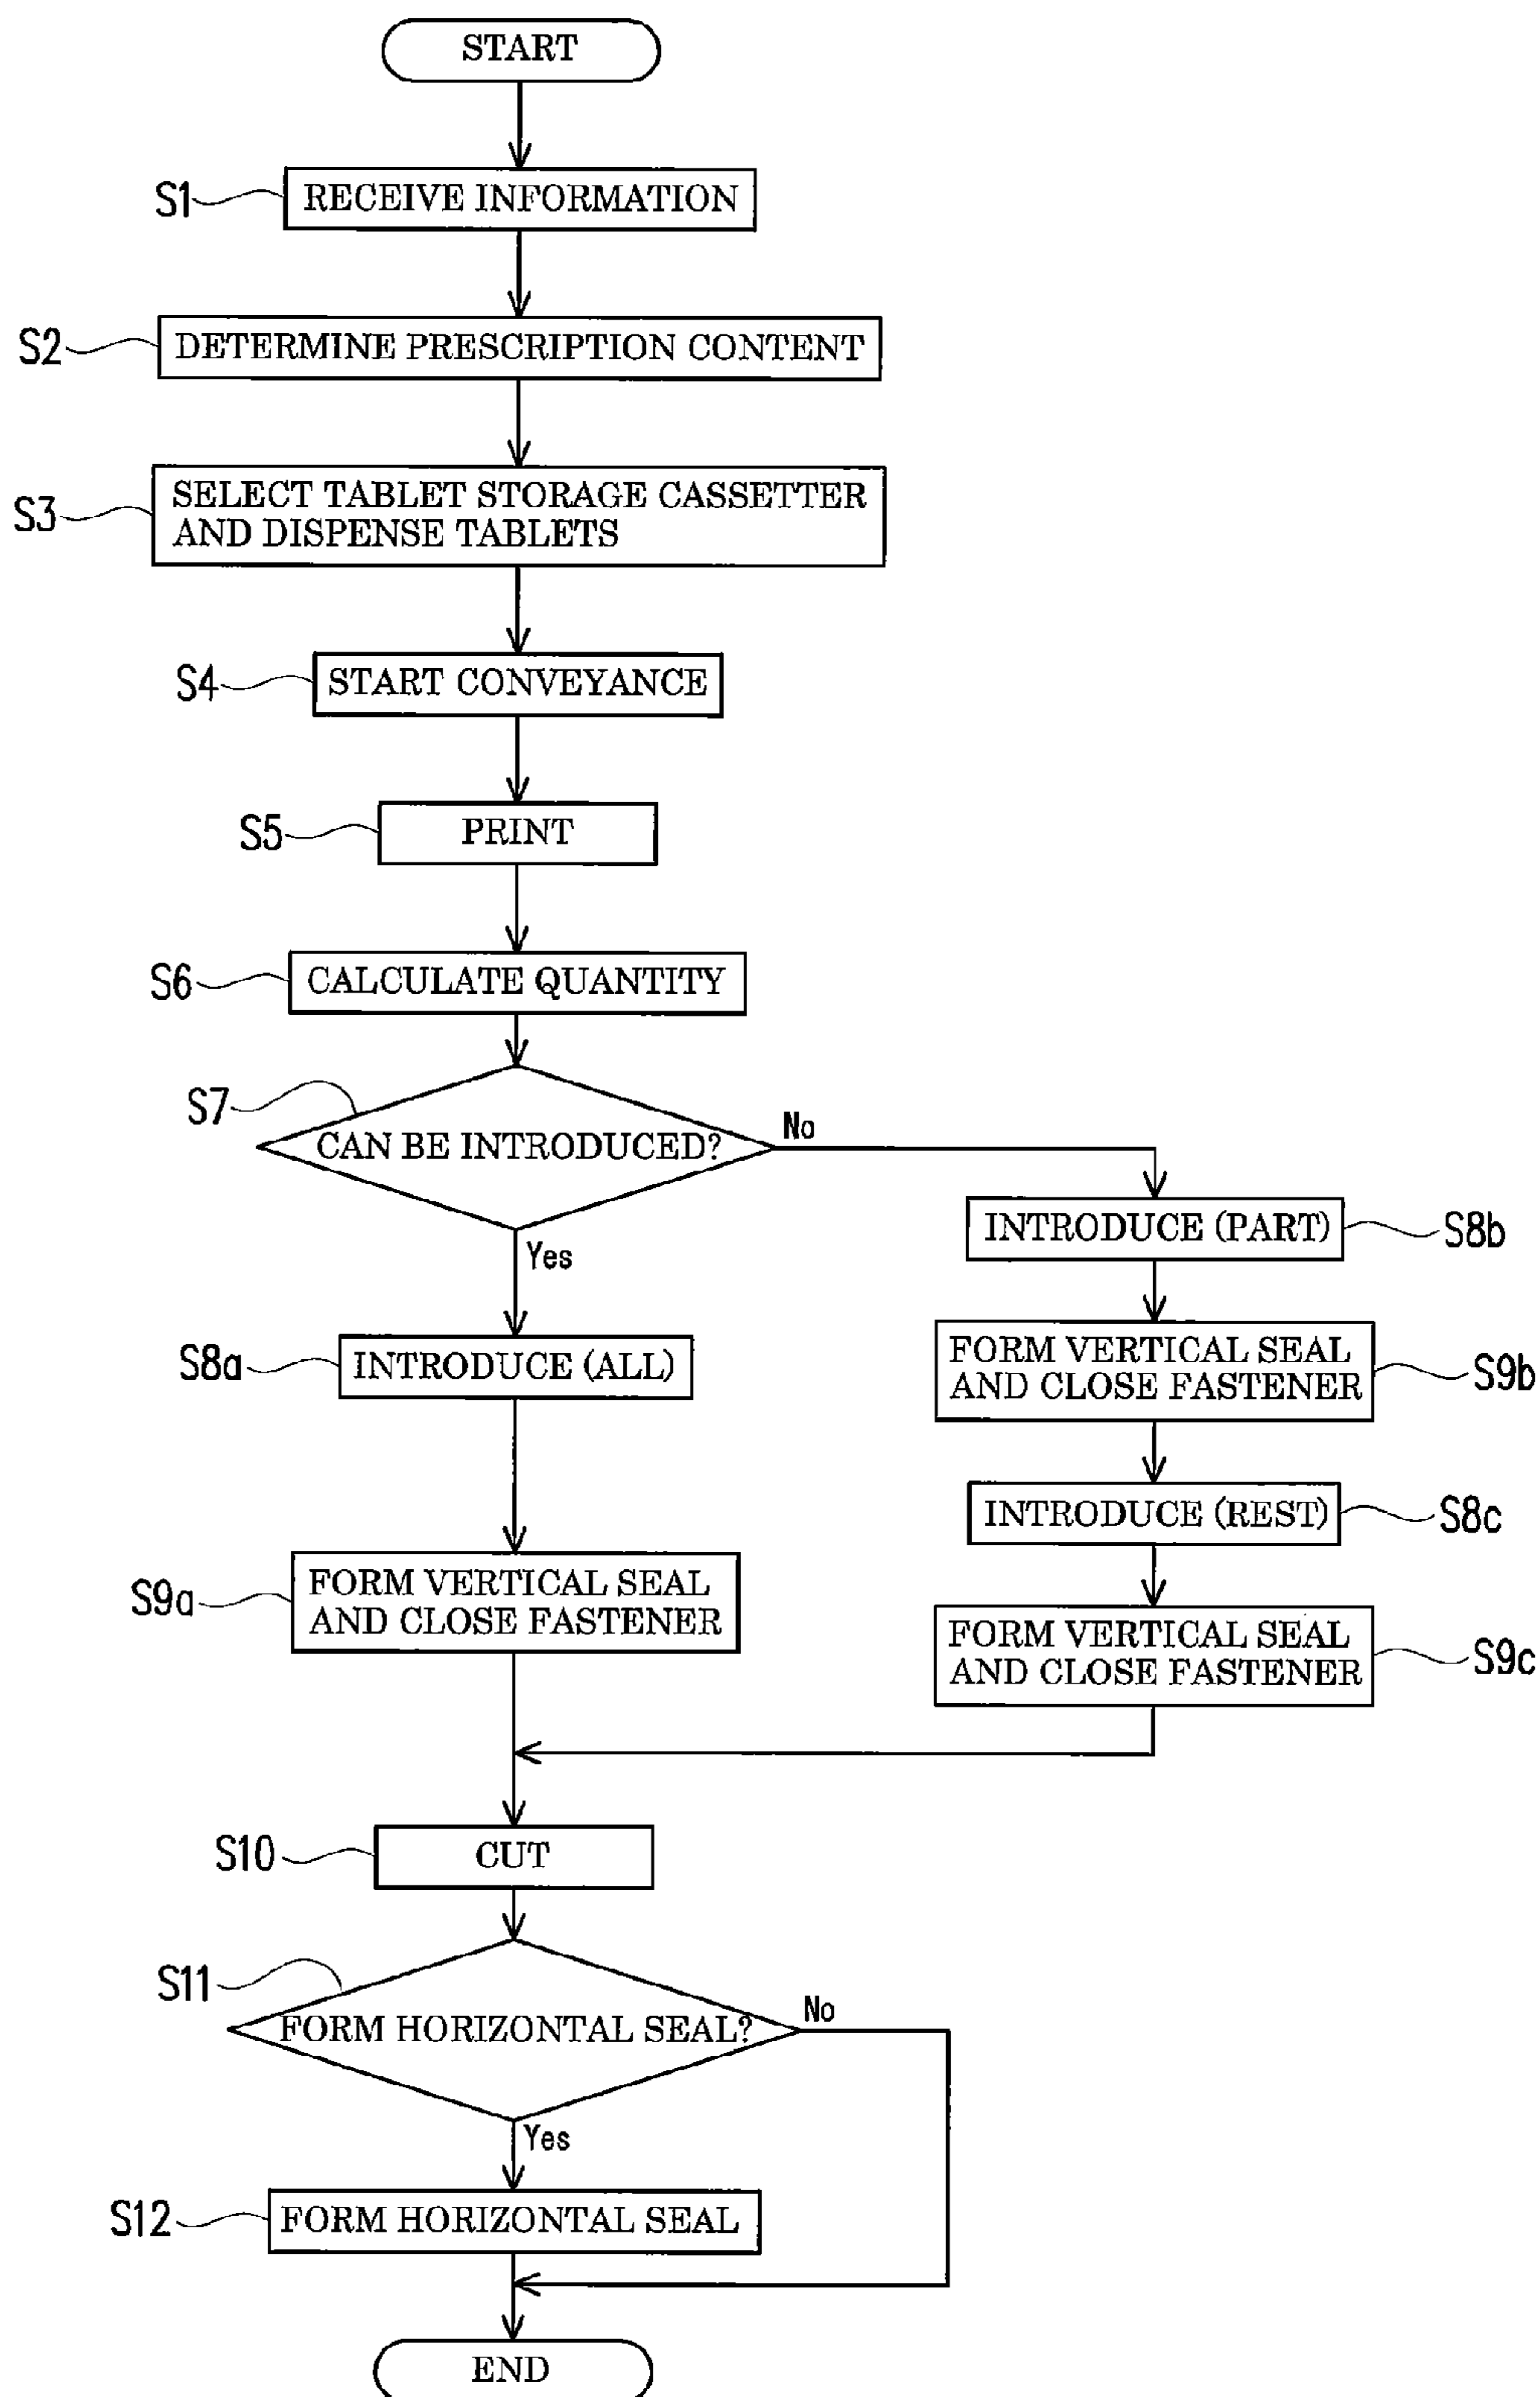 START
S1
RECEIVE INFORMATION
S2
DETERMINE PRESCRIPTION CONTENT
S3
SELECT TABLET STORAGE CASSETTER
AND DISPENSE TABLETS
S4
START CONVEYANCE
S5
PRINT
S6
CALCULATE QUANTITY
S7
CAN BE INTRODUCED?
No
Yes
INTRODUCE (PART)
S8b
S8a
INTRODUCE (ALL)
FORM VERTICAL SEAL
AND CLOSE FASTENER
S9b
INTRODUCE (REST)
S8c
S9a
FORM VERTICAL SEAL
AND CLOSE FASTENER
FORM VERTICAL SEAL
AND CLOSE FASTENER
S9c
S10
CUT
S11
FORM HORIZONTAL SEAL?
No
Yes
S12
FORM HORIZONTAL SEAL
END